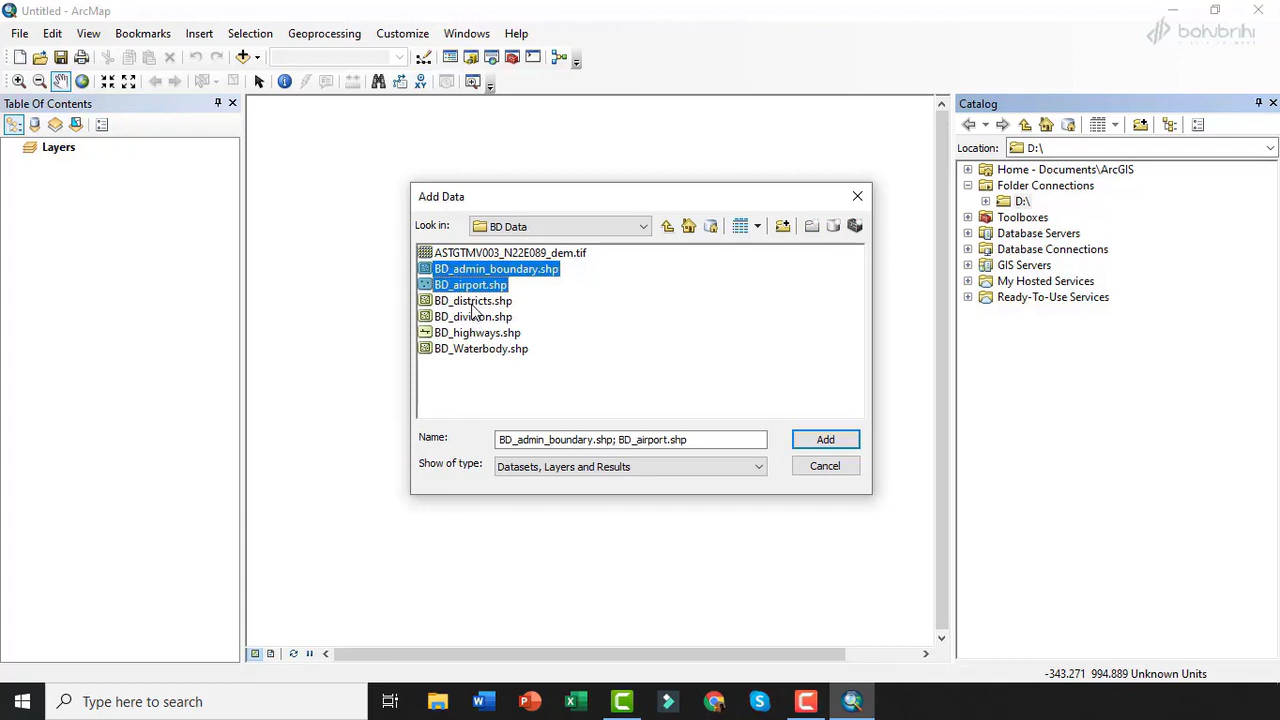 Untitled - ArcMap
File Edit View Bookmarks Insert Selection Geoprocessing Customize Windows Help
bohubrihi
Table Of Contents
Layers
Catalog
Location: D:\
Home - Documents\ArcGIS
Folder Connections
D:\
Toolboxes
Database Servers
Database Connections
GIS Servers
My Hosted Services
Ready-To-Use Services
Add Data
Look in: BD Data
ASTGTMV003_N22E089_dem.tif
BD_admin_boundary.shp
BD_airport.shp
BD_districts.shp
BD_division.shp
BD_highways.shp
BD_Waterbody.shp
Name: BD_admin_boundary.shp; BD_airport.shp Add
Show of type: Datasets, Layers and Results Cancel
-343.271 994.889 Unknown Units
Type here to search